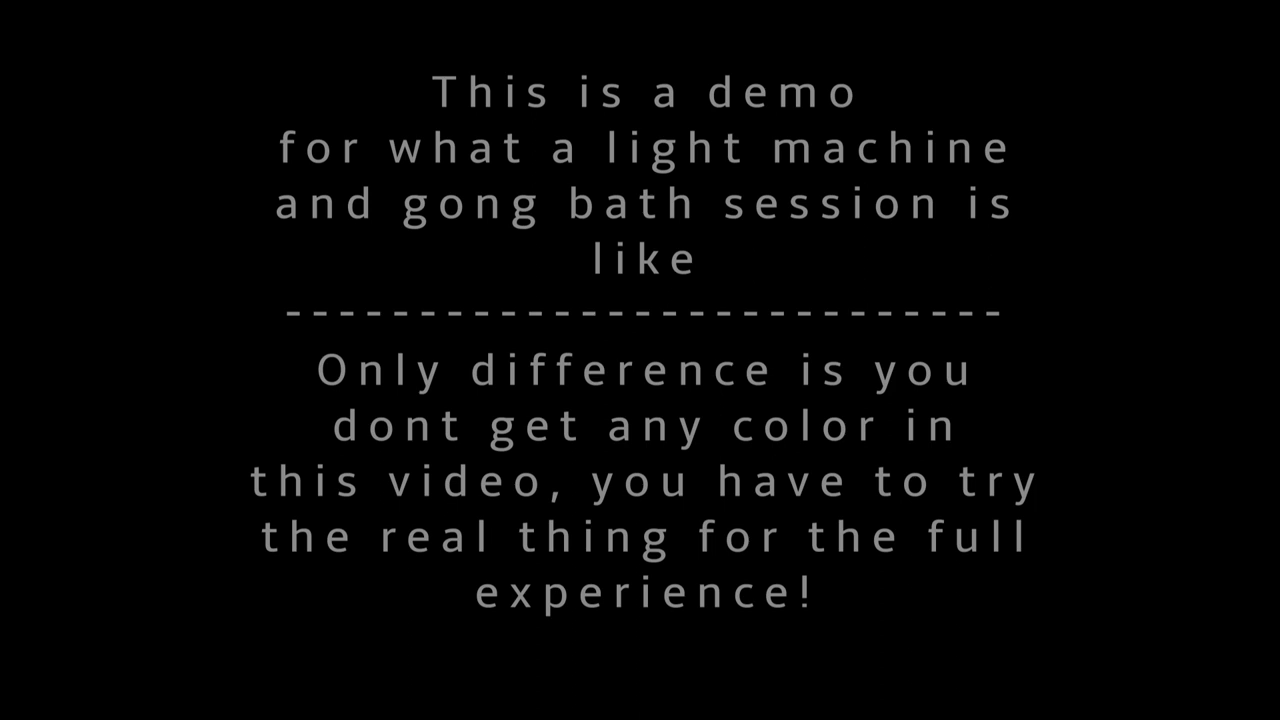 This is a demo
for what a light machine
and gong bath session is
like
---------------------------
Only difference is you
dont get any color in
this video, you have to try
the real thing for the full
experience!